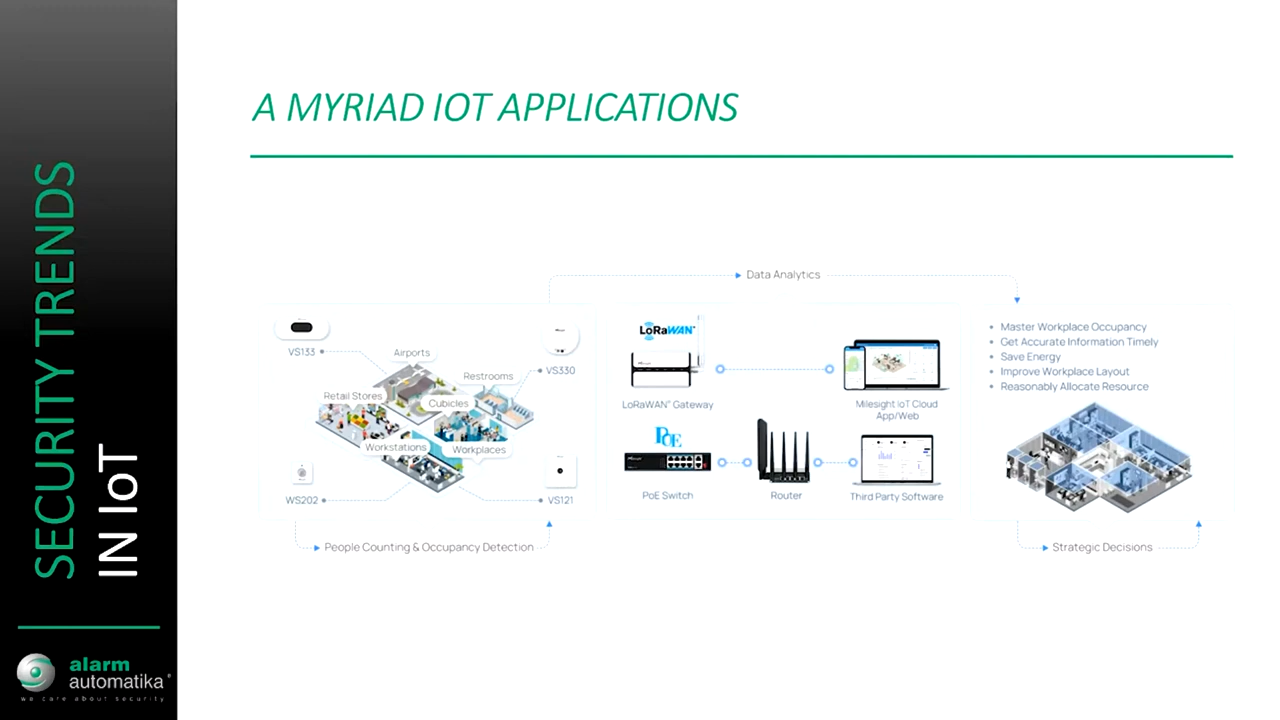 SECURITY TRENDS
IN IoT
alarm
automatika®
we care about security
A MYRIAD IOT APPLICATIONS
Data Analytics
VS133
Airports
Restrooms
VS330
Retail Stores
Cubicles
Workstations
Workplaces
WS202
VS121
People Counting & Occupancy Detection
LoRaWAN™
LoRaWAN® Gateway
Milesight IoT Cloud
App/Web
PoE
PoE Switch
Router
Third Party Software
Master Workplace Occupancy
Get Accurate Information Timely
Save Energy
Improve Workplace Layout
Reasonably Allocate Resource
Strategic Decisions